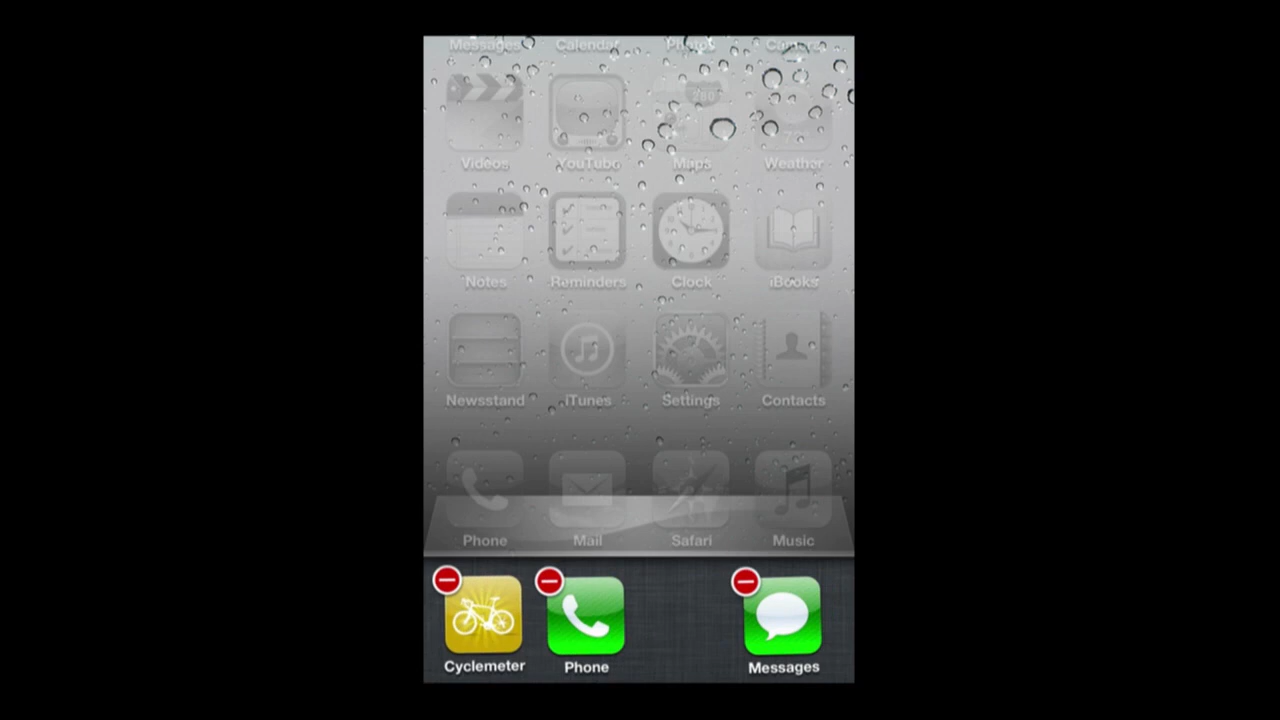 Messages Calendar Photos Camera
Videos YouTube Maps Weather
Notes Reminders Clock iBooks
Newsstand iTunes Settings Contacts
Phone Mail Safari Music
Cyclemeter Phone Messages